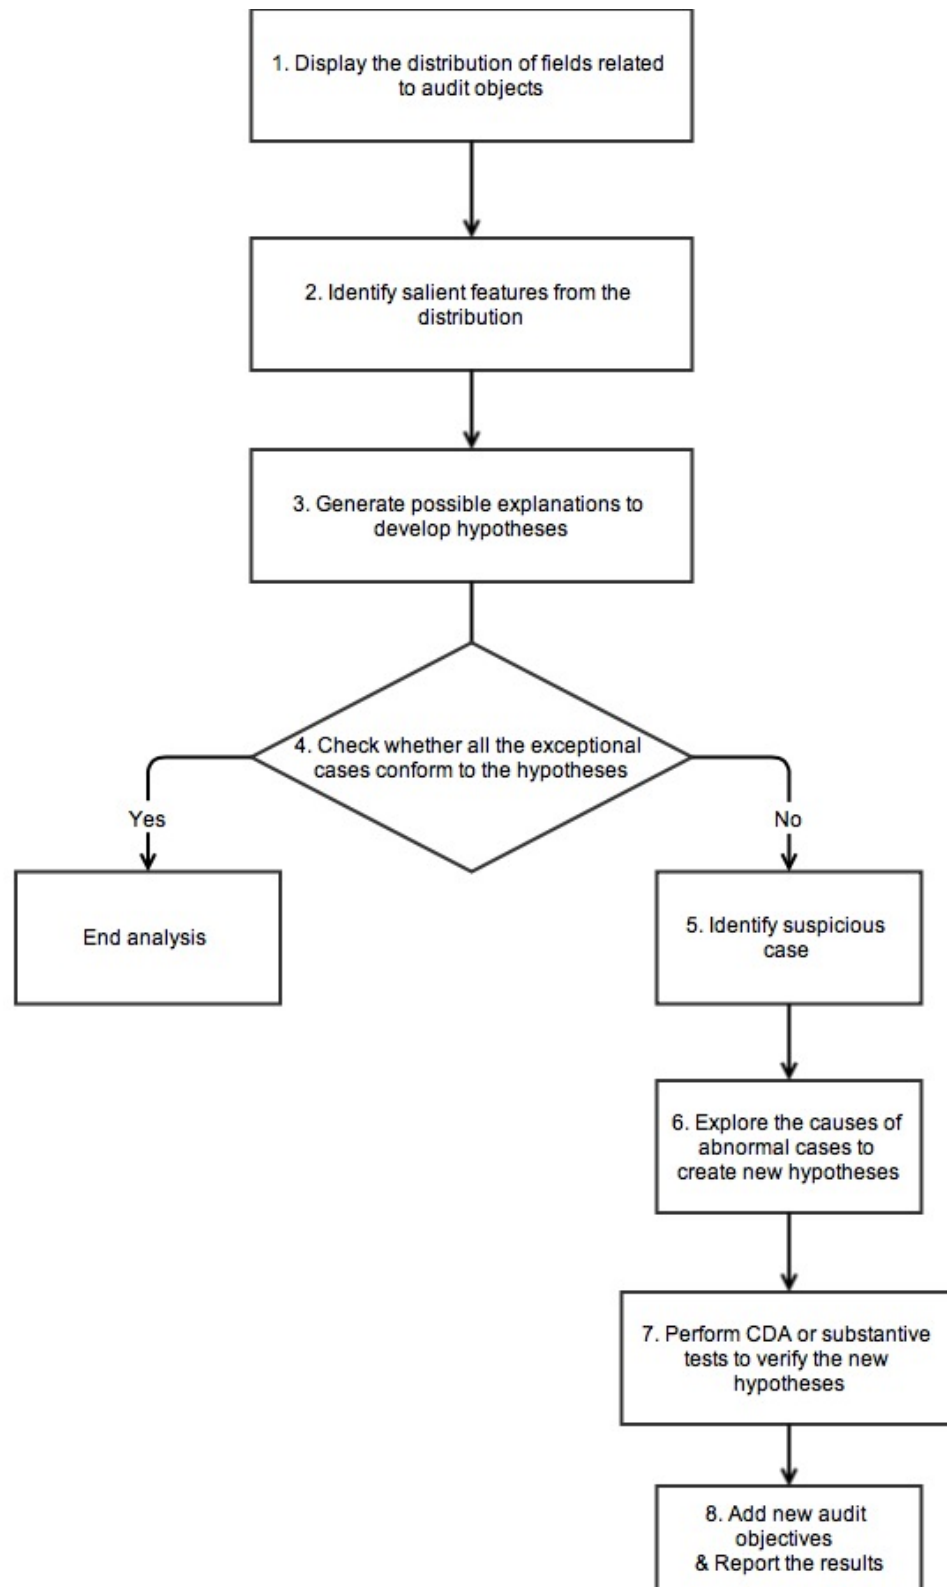 1. Display the distribution of fields related
to audit objects
2. Identify salient features from the
distribution
3. Generate possible explanations to
develop hypotheses
4. Check whether all the exceptional
cases conform to the hypotheses
Yes
No
End analysis
5. Identify suspicious
case
6. Explore the causes of
abnormal cases to
create new hypotheses
7. Perform CDA or substantive
tests to verify the new
hypotheses
8. Add new audit
objectives
& Report the results